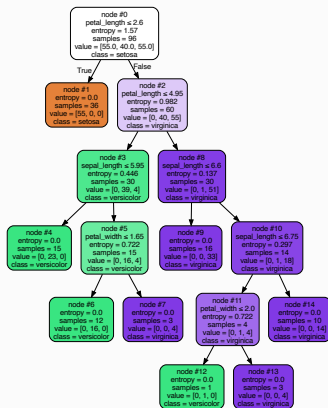 node #0
petal_length ≤ 2.6
entropy = 1.57
samples = 96
value = [55.0, 40.0, 55.0]
class = setosa
True
False
node #1
entropy = 0.0
samples = 36
value = [55, 0, 0]
class = setosa
node #2
petal_length ≤ 4.95
entropy = 0.982
samples = 60
value = [0, 40, 55]
class = virginica
node #3
sepal_length ≤ 5.95
entropy = 0.446
samples = 30
value = [0, 39, 4]
class = versicolor
node #8
sepal_length ≤ 6.6
entropy = 0.137
samples = 30
value = [0, 1, 51]
class = virginica
node #4
entropy = 0.0
samples = 15
value = [0, 23, 0]
class = versicolor
node #5
petal_width ≤ 1.65
entropy = 0.722
samples = 15
value = [0, 16, 4]
class = versicolor
node #9
entropy = 0.0
samples = 16
value = [0, 0, 33]
class = virginica
node #10
sepal_length ≤ 6.75
entropy = 0.297
samples = 14
value = [0, 1, 18]
class = virginica
node #6
entropy = 0.0
samples = 12
value = [0, 16, 0]
class = versicolor
node #7
entropy = 0.0
samples = 3
value = [0, 0, 4]
class = virginica
node #11
petal_width ≤ 2.0
entropy = 0.722
samples = 4
value = [0, 1, 4]
class = virginica
node #14
entropy = 0.0
samples = 10
value = [0, 0, 14]
class = virginica
node #12
entropy = 0.0
samples = 1
value = [0, 1, 0]
class = versicolor
node #13
entropy = 0.0
samples = 3
value = [0, 0, 4]
class = virginica